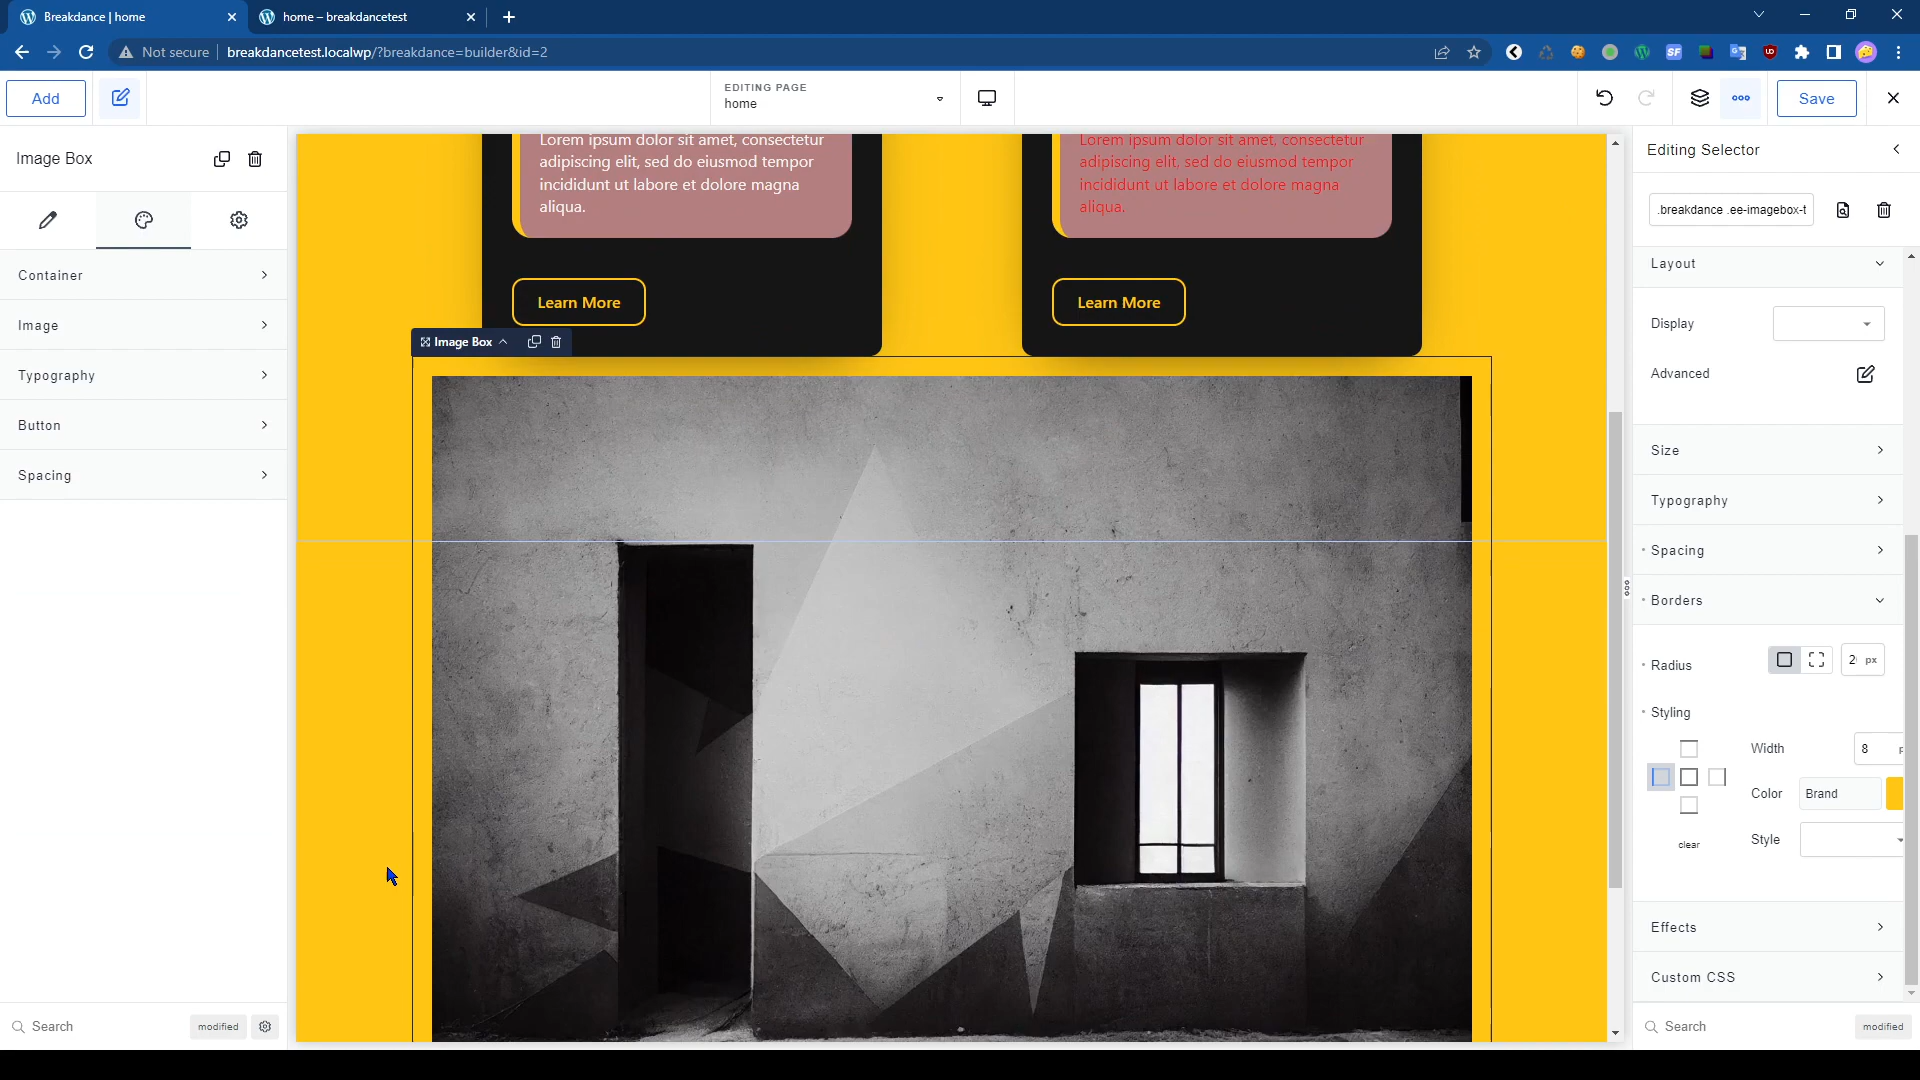 Breakdance | home
home – breakdancetest
Not secure
breakdancetest.localwp/?breakdance=builder&id=2
Add
EDITING PAGE
home
Save
Image Box
Container
Image
Typography
Button
Spacing
Search
modified
Lorem ipsum dolor sit amet, consectetur
adipiscing elit, sed do eiusmod tempor
incididunt ut labore et dolore magna
aliqua.
Learn More
Lorem ipsum dolor sit amet, consectetur
adipiscing elit, sed do eiusmod tempor
incididunt ut labore et dolore magna
aliqua.
Learn More
Image Box
Editing Selector
.breakdance .ee-imagebox-t
Layout
Display
Advanced
Size
Typography
Spacing
Borders
Radius
2
px
Styling
Width
8
Color
Brand
Style
clear
Effects
Custom CSS
Search
modified